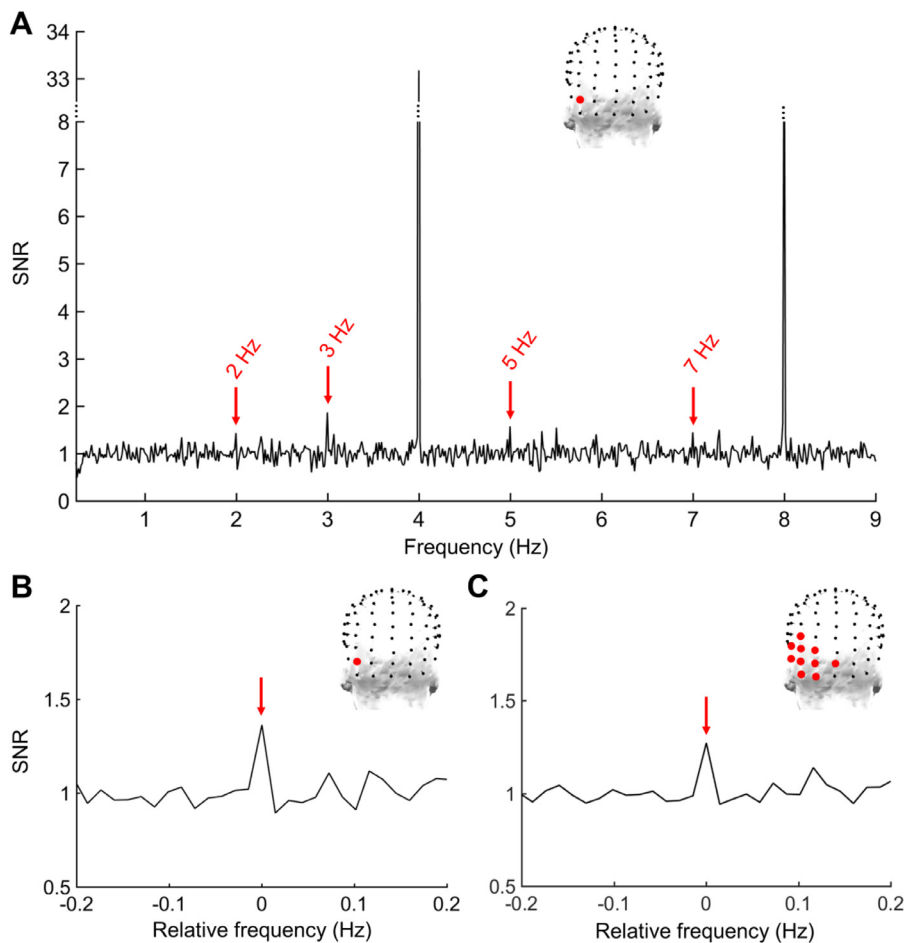 A
34
33
8
7
6
5
4
3
2
1
0
SNR
2 Hz
3 Hz
5 Hz
7 Hz
1 2 3 4 5 6 7 8 9
Frequency (Hz)
B
2
1.5
1
0.5
SNR
-0.2 -0.1 0 0.1 0.2
Relative frequency (Hz)
C
2
1.5
1
0.5
-0.2 -0.1 0 0.1 0.2
Relative frequency (Hz)